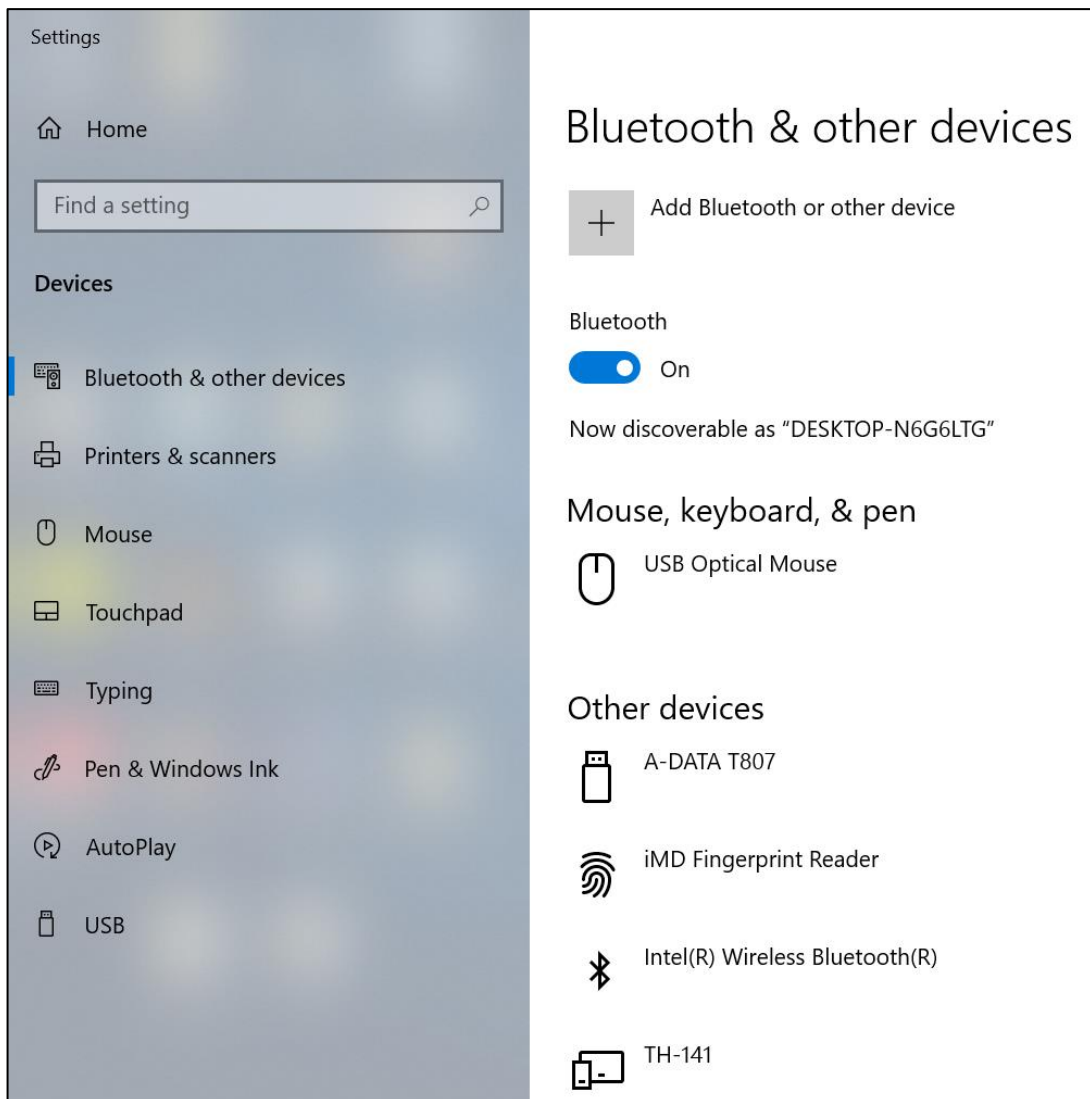 Settings
Home
Find a setting
Devices
Bluetooth & other devices
Printers & scanners
Mouse
Touchpad
Typing
Pen & Windows Ink
AutoPlay
USB
Bluetooth & other devices
Add Bluetooth or other device
Bluetooth
On
Now discoverable as “DESKTOP-N6G6LTG”
Mouse, keyboard, & pen
USB Optical Mouse
Other devices
A-DATA T807
iMD Fingerprint Reader
Intel(R) Wireless Bluetooth(R)
TH-141